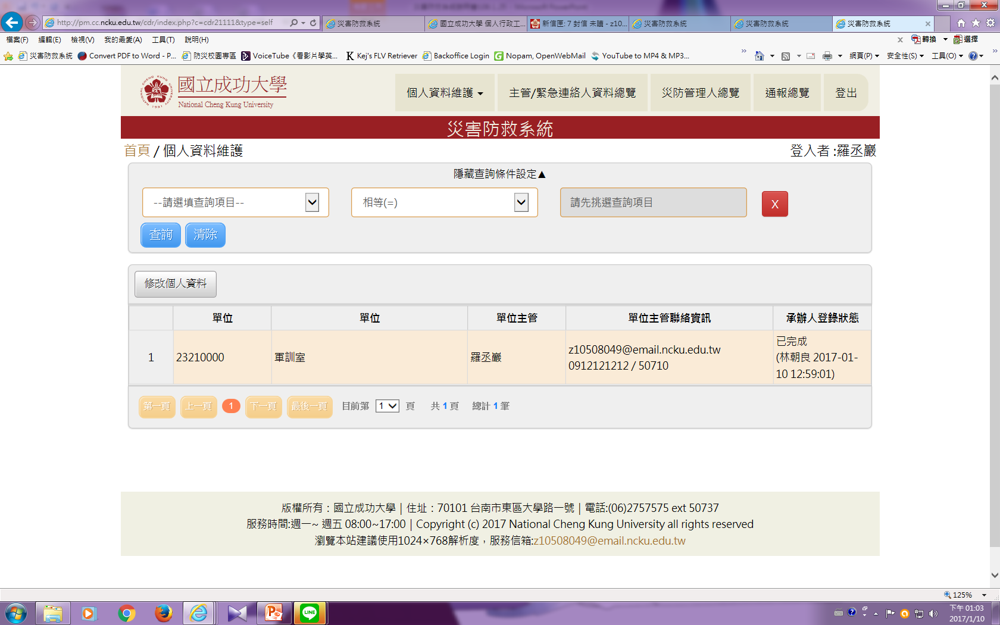 http://pm.cc.ncku.edu.tw/cdr/index.php?c=cdr21111&type=self
災害防救系統
國立成功大學 個人行政工...
新信匣: 7 封信 未讀 - z10...
災害防救系統
災害防救系統
災害防救系統
檔案(F) 編輯(E) 檢視(V) 我的最愛(A) 工具(T) 說明(H)
x 轉換 選擇
災害防救系統 Convert PDF to Word - P... 防災校園專區 VoiceTube《看影片學英... Kej's FLV Retriever Backoffice Login Nopam, OpenWebMail YouTube to MP4 & MP3...
網頁(P) 安全性(S) 工具(O)
國立成功大學
National Cheng Kung University
個人資料維護 主管/緊急連絡人資料總覽 災防管理人總覽 通報總覽 登出
災害防救系統
首頁 / 個人資料維護
登入者 :羅丞巖
隱藏查詢條件設定▲
--請選填查詢項目-- 相等(=) 請先挑選查詢項目 X
查詢 清除
修改個人資料
單位 單位 單位主管 單位主管聯絡資訊 承辦人登錄狀態
1 23210000 軍訓室 羅丞巖
z10508049@email.ncku.edu.tw
0912121212 / 50710
已完成
(林朝良 2017-01-
10 12:59:01)
第一頁 上一頁 1 下一頁 最後一頁 目前第 1 頁 共 1 頁 總計 1 筆
版權所有：國立成功大學 | 住址：70101 台南市東區大學路一號 | 電話:(06)2757575 ext 50737
服務時間:週一~ 週五 08:00~17:00 | Copyright (c) 2017 National Cheng Kung University all rights reserved
瀏覽本站建議使用1024×768解析度，服務信箱:z10508049@email.ncku.edu.tw
125%
LINE
下午 01:03
2017/1/10